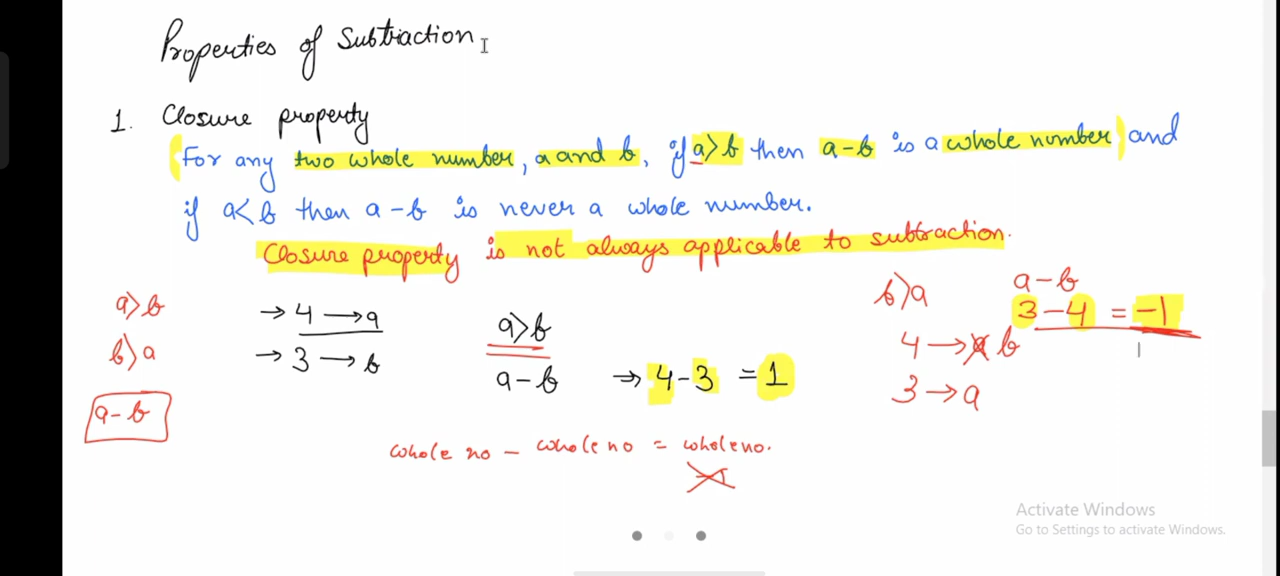 Properties of Subtraction
1. Closure property
For any two whole number, a and b, if a>b then a-b is a whole number and
if a<b then a-b is never a whole number.
Closure property is not always applicable to subtraction.
a>b
b>a
a-b
→ 4 → a
→ 3 → b
a>b
a-b
→ 4-3 = 1
b>a
a-b
3-4 = -1
4 → b
3 → a
whole no - whole no = whole no.
Activate Windows
Go to Settings to activate Windows.